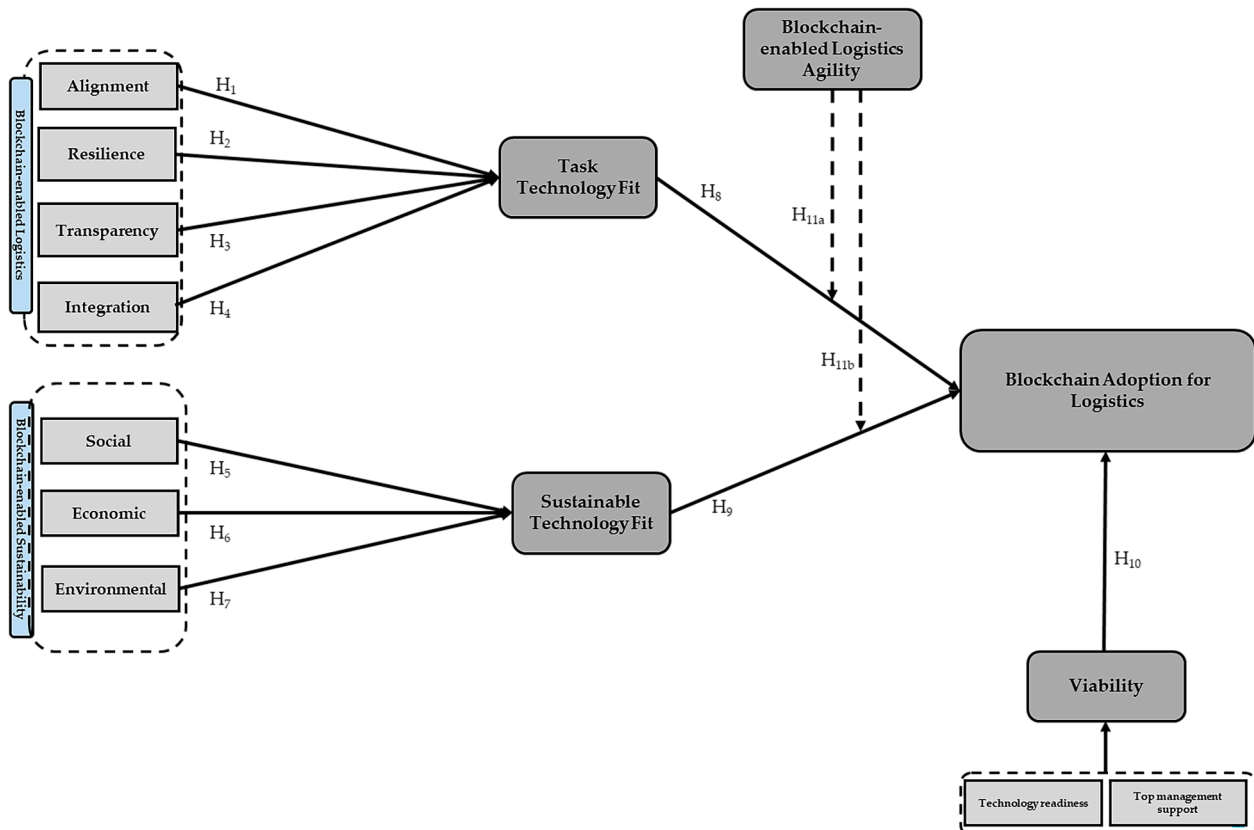 Blockchain-
enabled Logistics
Agility
Blockchain-enabled Logistics
Alignment
Resilience
Transparency
Integration
H₁
H₂
H₃
H₄
Task
Technology Fit
H₈
H₁₁ₐ
H₁₁b
Blockchain Adoption for
Logistics
Blockchain-enabled Sustainability
Social
Economic
Environmental
H₅
H₆
H₇
Sustainable
Technology Fit
H₉
H₁₀
Viability
Technology readiness
Top management
support